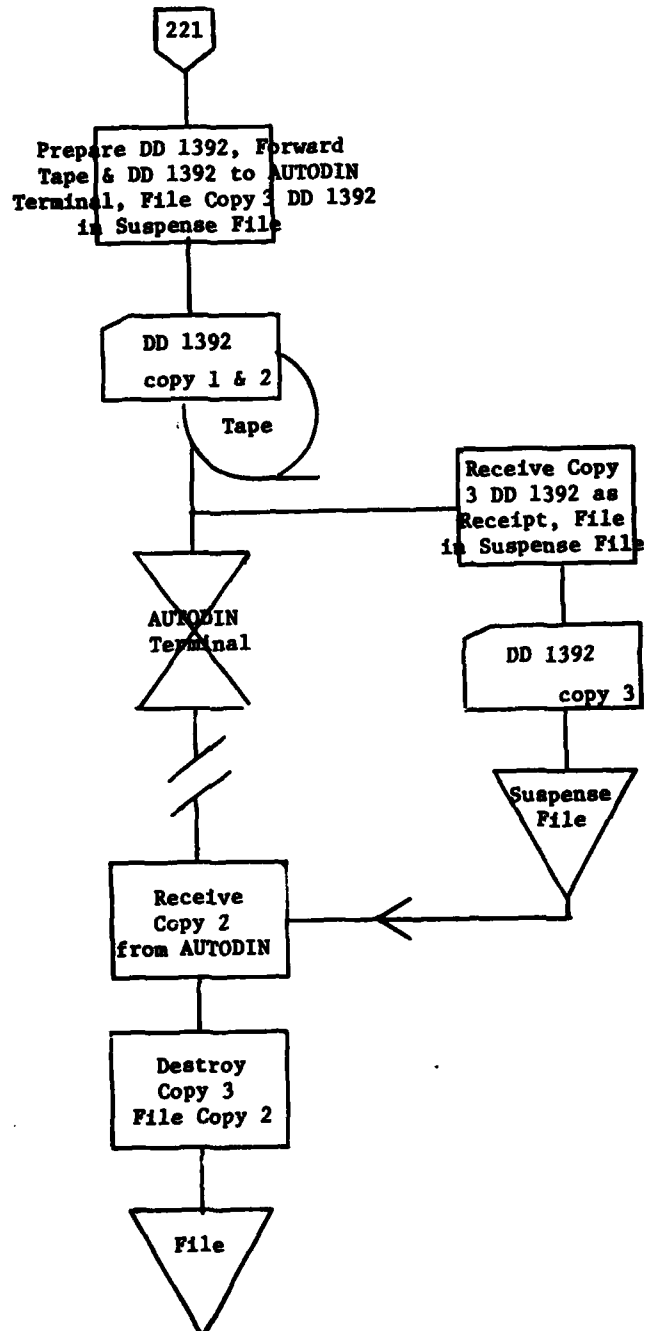 221
Prepare DD 1392, Forward
Tape & DD 1392 to AUTODIN
Terminal, File Copy 3 DD 1392
in Suspense File
DD 1392
copy 1 & 2
Tape
Receive Copy
3 DD 1392 as
Receipt, File
in Suspense File
AUTODIN
Terminal
DD 1392
copy 3
Suspense
File
Receive
Copy 2
from AUTODIN
Destroy
Copy 3
File Copy 2
File